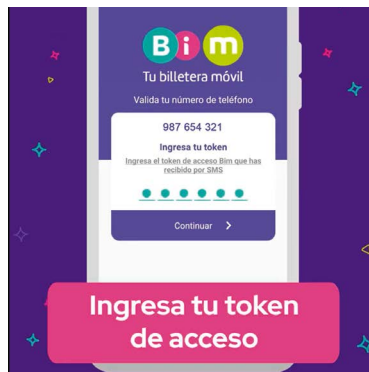 Bim
Tu billetera móvil
Valida tu número de teléfono
987 654 321
Ingresa tu token
Ingresa el token de acceso Bim que has
recibido por SMS
Continuar
Ingresa tu token
de acceso